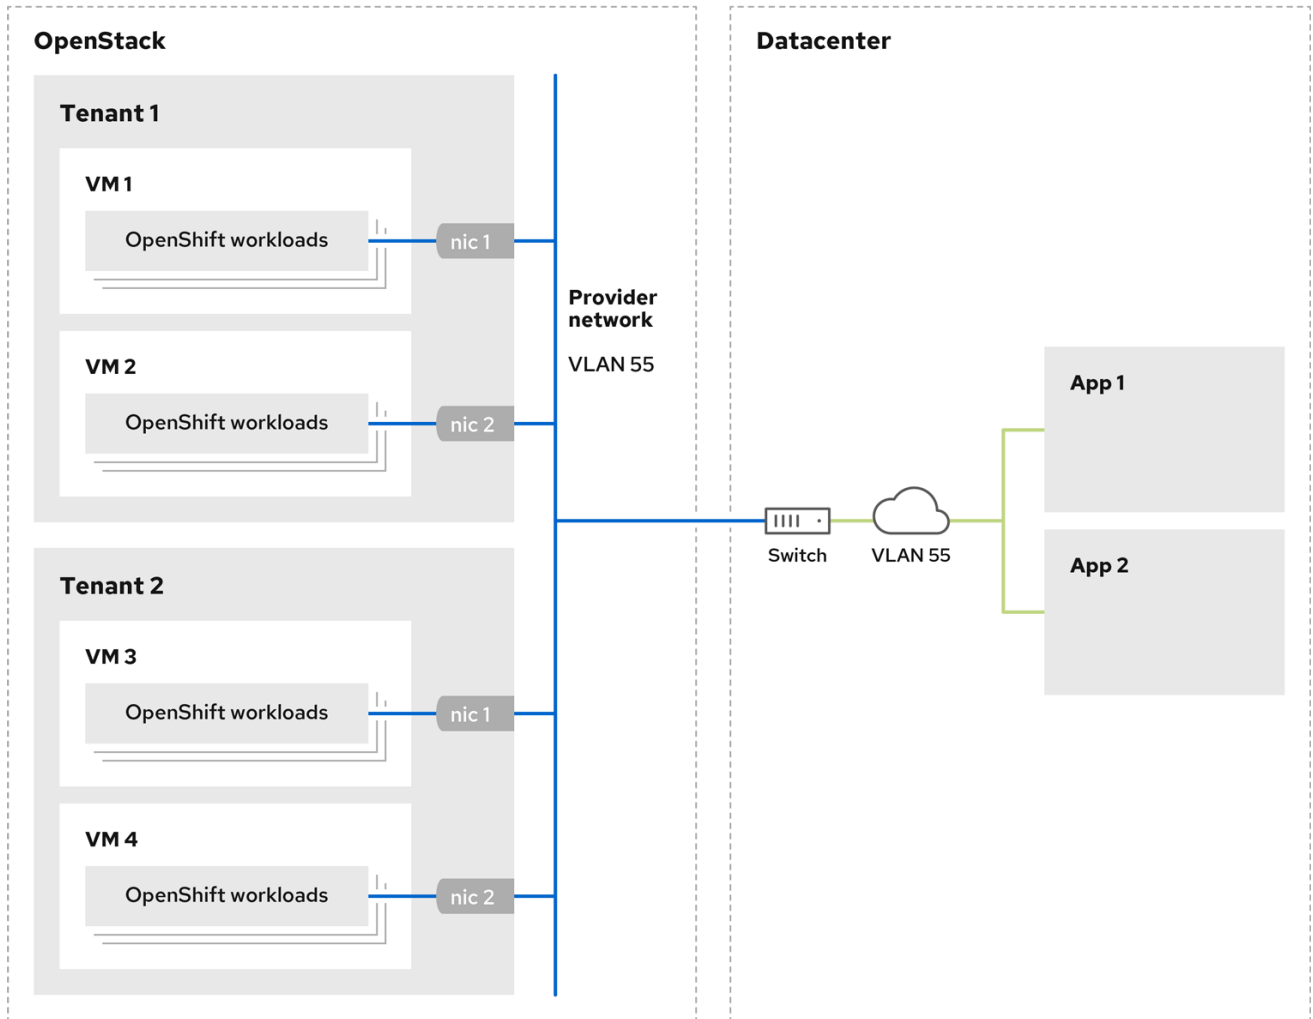 OpenStack
Tenant 1
VM 1
OpenShift workloads
nic 1
VM 2
OpenShift workloads
nic 2
Provider
network
VLAN 55
Tenant 2
VM 3
OpenShift workloads
nic 1
VM 4
OpenShift workloads
nic 2
Datacenter
Switch
VLAN 55
App 1
App 2